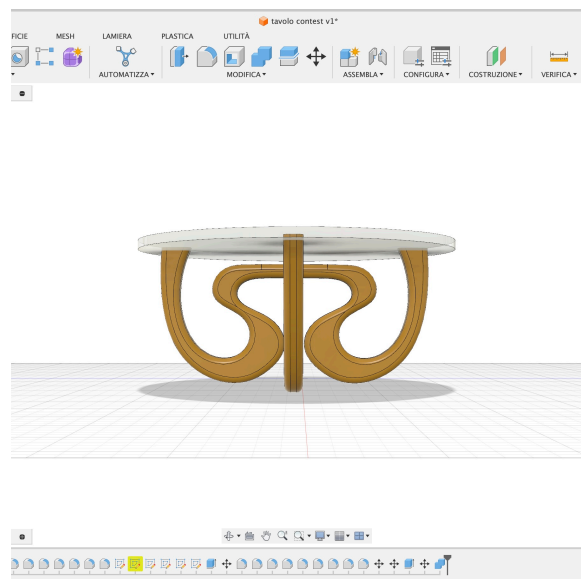 tavolo contest v1*
FICIE MESH LAMIERA PLASTICA UTILITÀ
AUTOMATIZZA MODIFICA ASSEMBLA CONFIGURA COSTRUZIONE VERIFICA